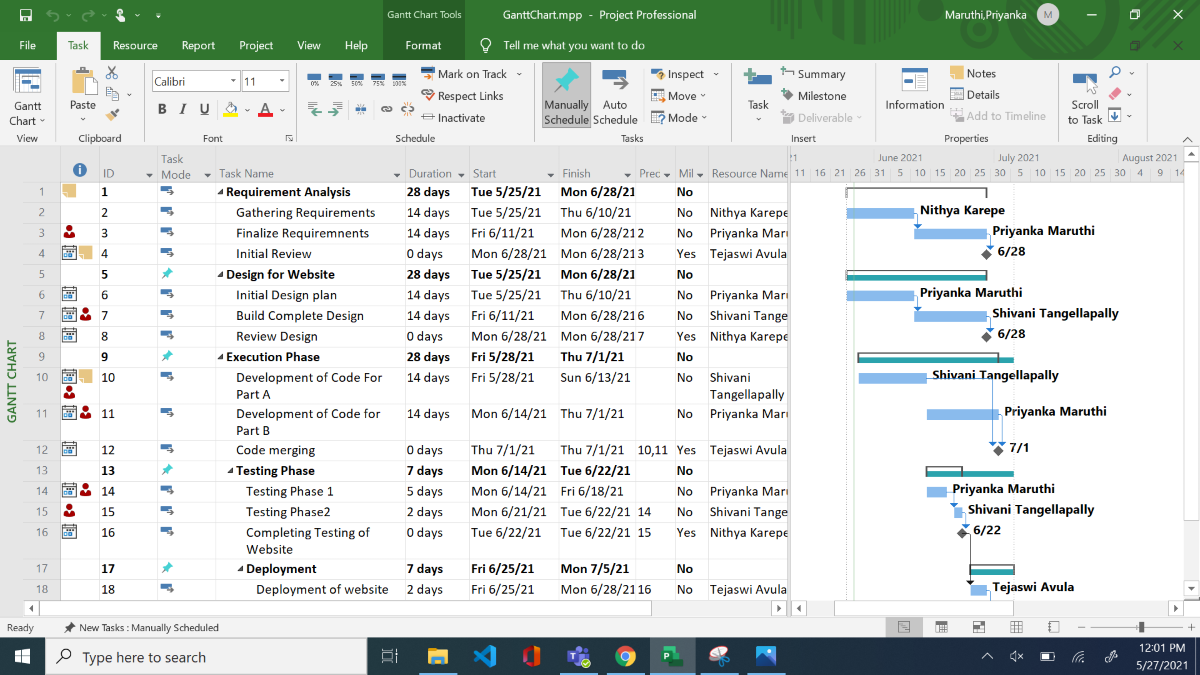 Gantt Chart Tools
GanttChart.mpp - Project Professional
Maruthi,Priyanka M
File Task Resource Report Project View Help Format Tell me what you want to do
Gantt Chart
View
Paste
Clipboard
Calibri 11
B I U A
Font
0% 25% 50% 75% 100%
Mark on Track
Respect Links
Inactivate
Schedule
Manually Schedule
Auto Schedule
Inspect
Move
Mode
Tasks
Task
Summary
Milestone
Deliverable
Insert
Information
Notes
Details
Add to Timeline
Properties
Scroll to Task
Editing
ID Task Mode Task Name Duration Start Finish Prec Mil Resource Name
June 2021 July 2021 August 2021
11 16 21 26 31 5 10 15 20 25 30 5 10 15 20 25 30 4 9 14
1 1 Requirement Analysis 28 days Tue 5/25/21 Mon 6/28/21 No
2 2 Gathering Requirements 14 days Tue 5/25/21 Thu 6/10/21 No Nithya Karepe
Nithya Karepe
3 3 Finalize Requiremnents 14 days Fri 6/11/21 Mon 6/28/21 2 No Priyanka Mar
Priyanka Maruthi
4 4 Initial Review 0 days Mon 6/28/21 Mon 6/28/21 3 Yes Tejaswi Avula
6/28
5 5 Design for Website 28 days Tue 5/25/21 Mon 6/28/21 No
6 6 Initial Design plan 14 days Tue 5/25/21 Thu 6/10/21 No Priyanka Mar
Priyanka Maruthi
7 7 Build Complete Design 14 days Fri 6/11/21 Mon 6/28/21 6 No Shivani Tange
Shivani Tangellapally
8 8 Review Design 0 days Mon 6/28/21 Mon 6/28/21 7 Yes Nithya Karepe
6/28
9 9 Execution Phase 28 days Fri 5/28/21 Thu 7/1/21 No
10 10 Development of Code For Part A 14 days Fri 5/28/21 Sun 6/13/21 No Shivani Tangellapally
Shivani Tangellapally
11 11 Development of Code for Part B 14 days Mon 6/14/21 Thu 7/1/21 No Priyanka Mar
Priyanka Maruthi
12 12 Code merging 0 days Thu 7/1/21 Thu 7/1/21 10,11 Yes Tejaswi Avula
7/1
13 13 Testing Phase 7 days Mon 6/14/21 Tue 6/22/21 No
14 14 Testing Phase 1 5 days Mon 6/14/21 Fri 6/18/21 No Priyanka Mar
Priyanka Maruthi
15 15 Testing Phase2 2 days Mon 6/21/21 Tue 6/22/21 14 No Shivani Tange
Shivani Tangellapally
16 16 Completing Testing of Website 0 days Tue 6/22/21 Tue 6/22/21 15 Yes Nithya Karepe
6/22
17 17 Deployment 7 days Fri 6/25/21 Mon 7/5/21 No
18 18 Deployment of website 2 days Fri 6/25/21 Mon 6/28/21 16 No Tejaswi Avula
Tejaswi Avula
GANTT CHART
Ready New Tasks : Manually Scheduled
Type here to search
12:01 PM
5/27/2021